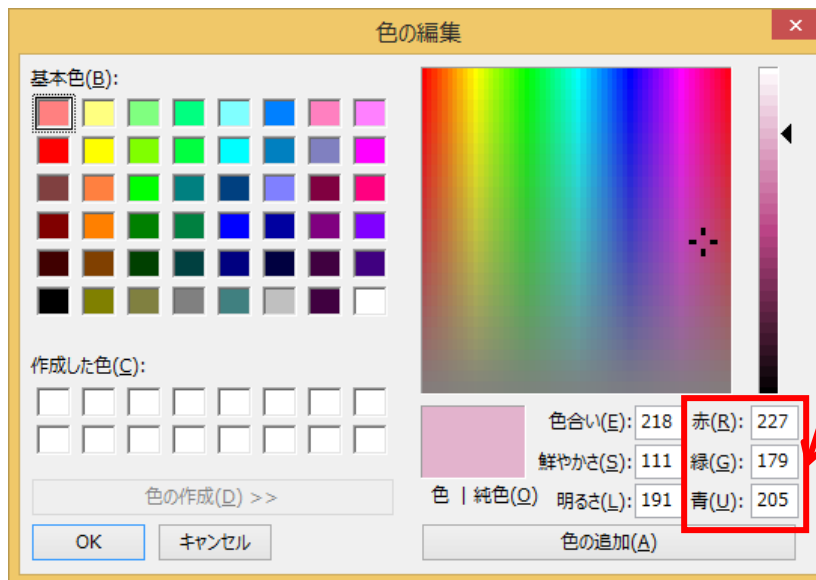 色の編集
×
基本色(B):
作成した色(C):
色の作成(D) >>
OK キャンセル
色 | 純色(O)
色合い(E): 218 赤(R): 227
鮮やかさ(S): 111 緑(G): 179
明るさ(L): 191 青(U): 205
色の追加(A)